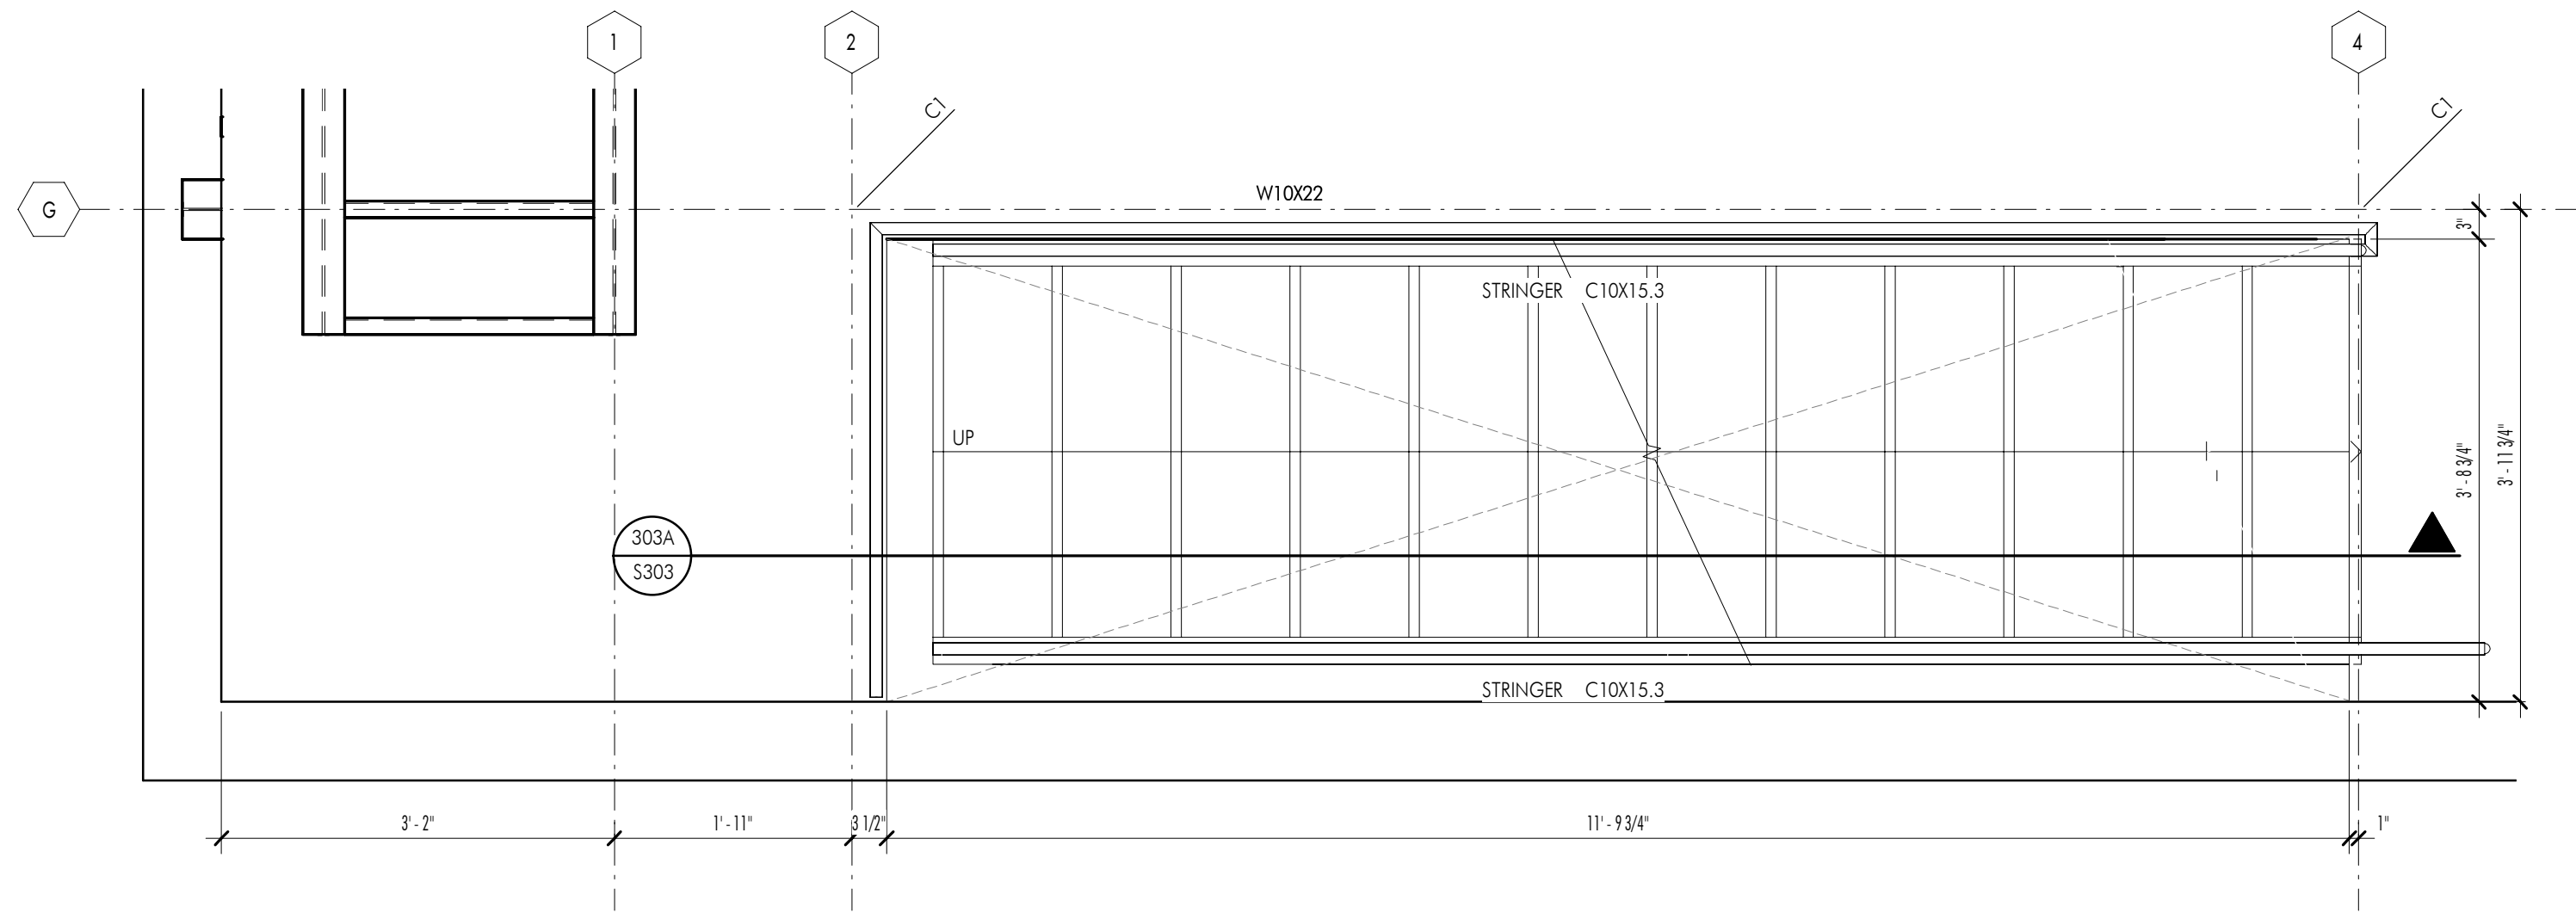 1
2
4
C1
C1
G
W10X22
3"
STRINGER C10X15.3
UP
3' - 8 3/4"
3' - 11 3/4"
303A
S303
STRINGER C10X15.3
3' - 2"
1' - 11"
3 1/2"
11' - 9 3/4"
1"